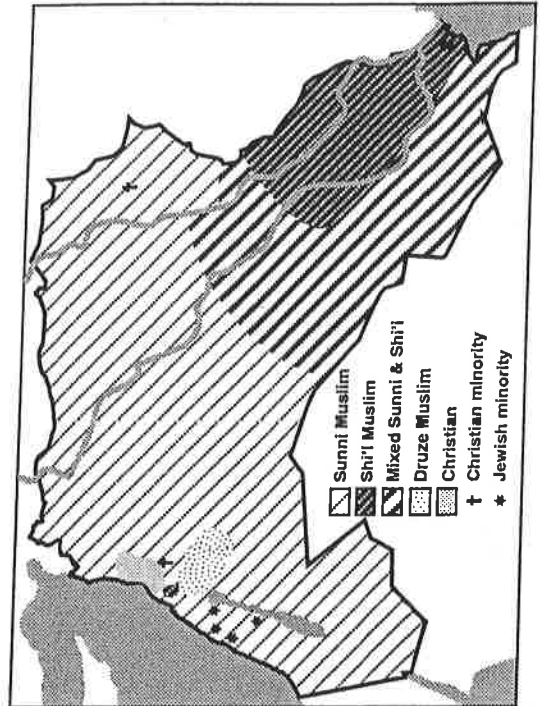 Sunni Muslim
Shi'i Muslim
Mixed Sunni & Shi'i
Druze Muslim
Christian
Christian minority
Jewish minority